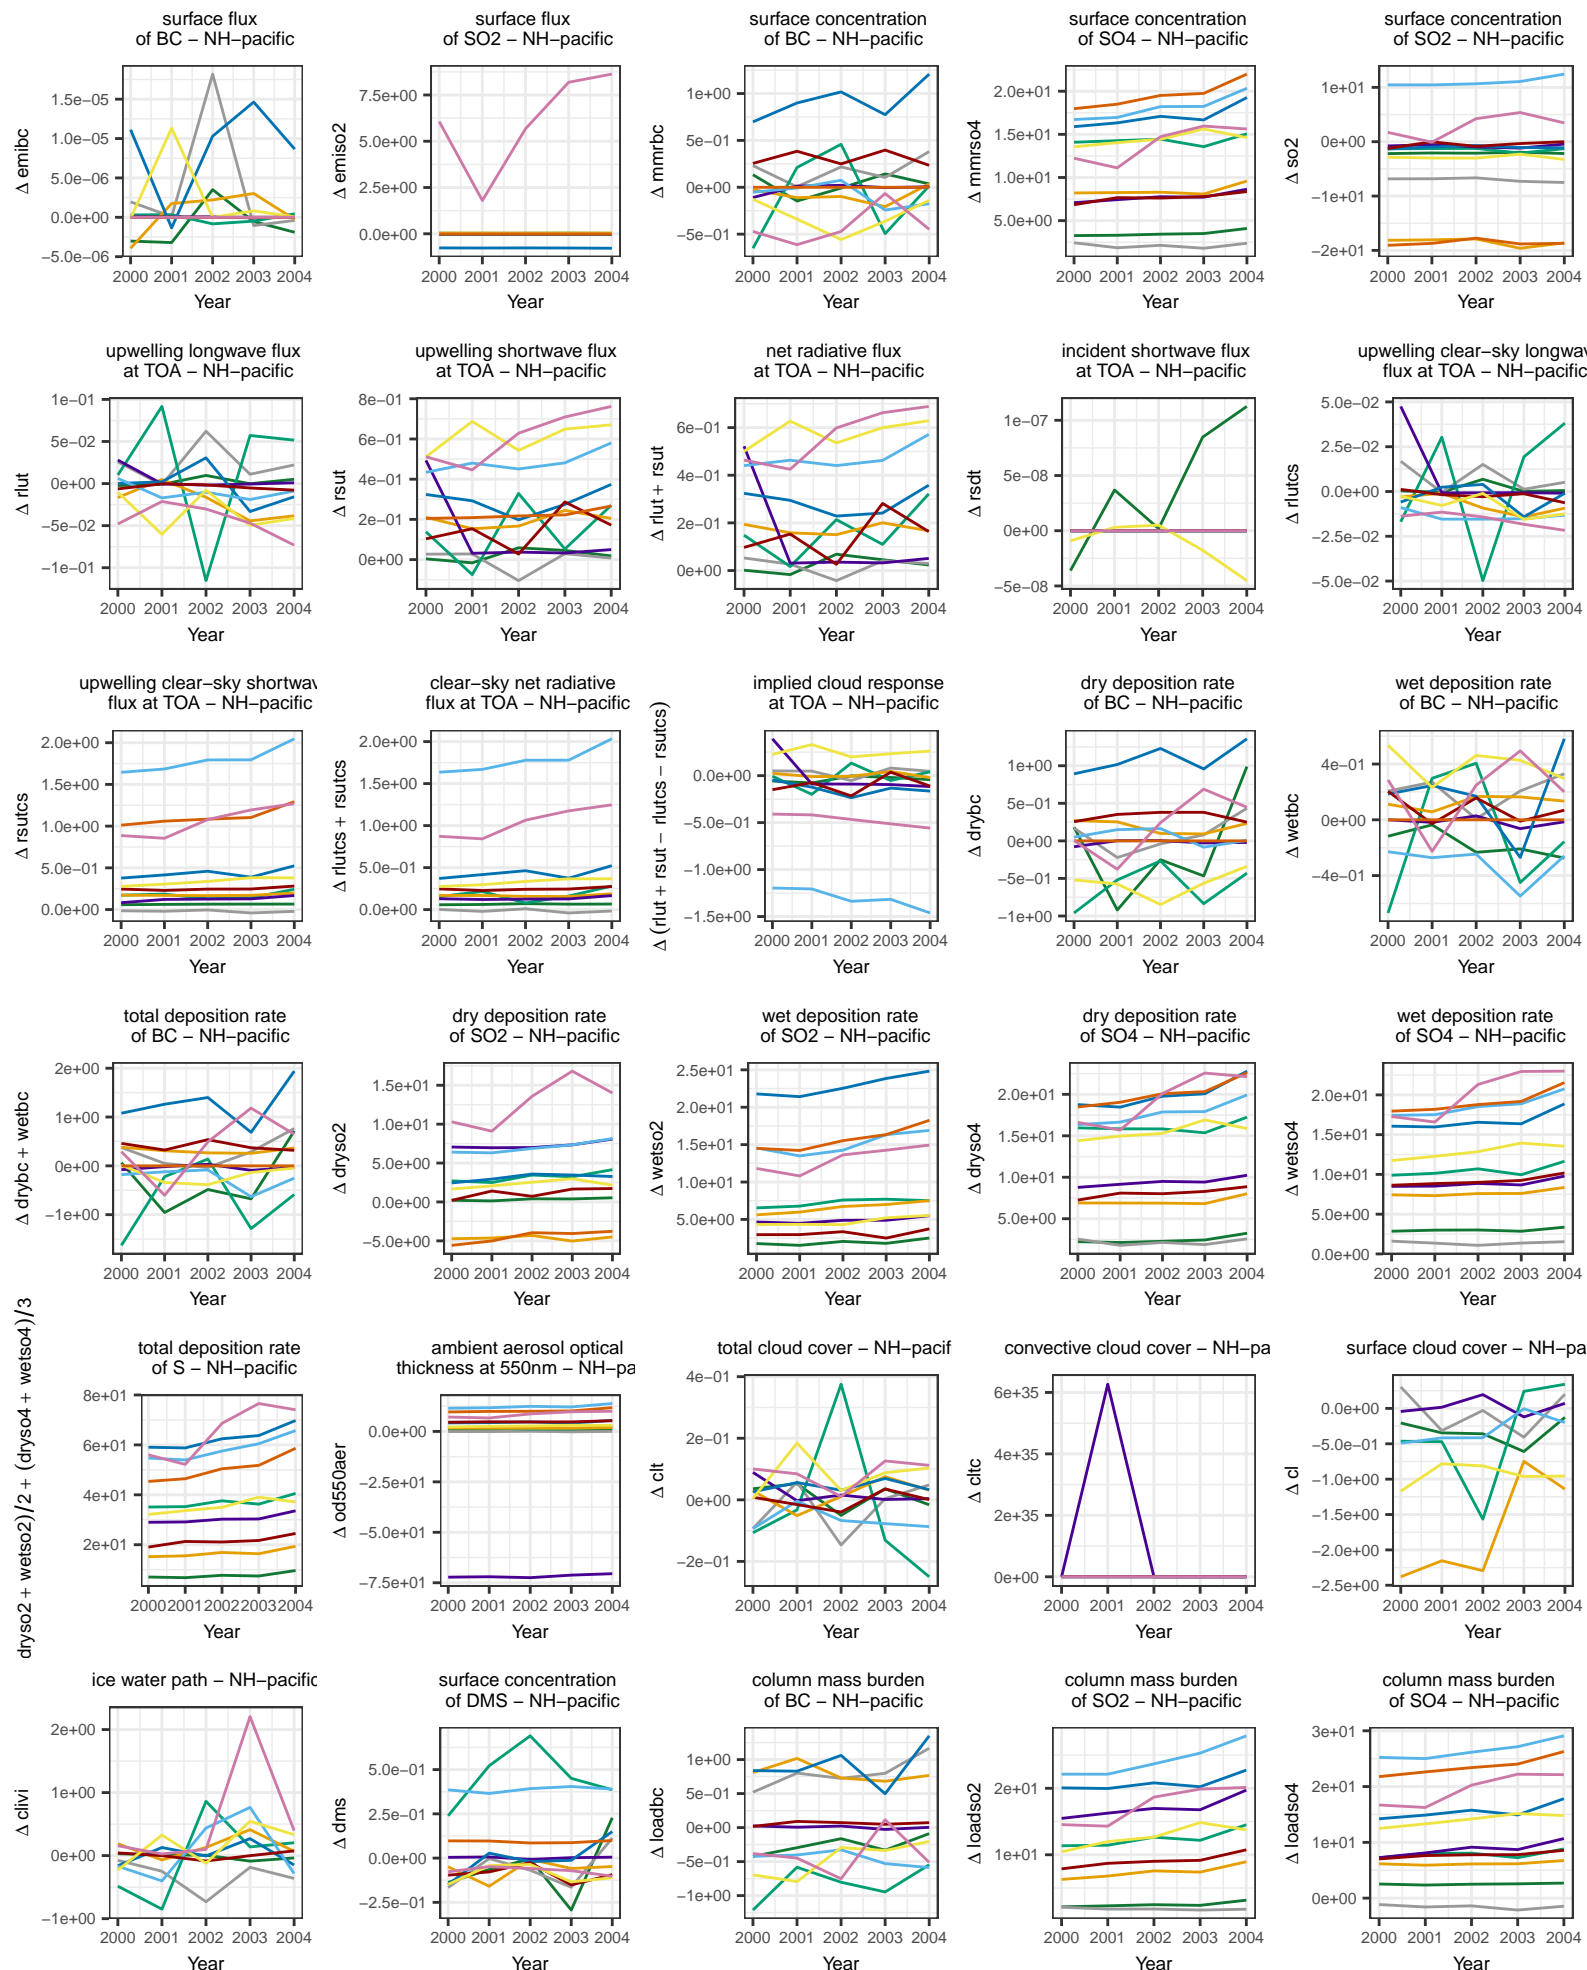 surface flux
of BC − NH−pacific
Δ emibc
1.5e−05
1.0e−05
5.0e−06
0.0e+00
−5.0e−06
2000 2001 2002 2003 2004
Year
surface flux
of SO2 − NH−pacific
Δ emiso2
7.5e+00
5.0e+00
2.5e+00
0.0e+00
2000 2001 2002 2003 2004
Year
surface concentration
of BC − NH−pacific
Δ mmrbc
1e+00
5e−01
0e+00
−5e−01
2000 2001 2002 2003 2004
Year
surface concentration
of SO4 − NH−pacific
Δ mmrso4
2.0e+01
1.5e+01
1.0e+01
5.0e+00
2000 2001 2002 2003 2004
Year
surface concentration
of SO2 − NH−pacific
Δ so2
1e+01
0e+00
−1e+01
−2e+01
2000 2001 2002 2003 2004
Year
upwelling longwave flux
at TOA − NH−pacific
Δ rlut
1e−01
5e−02
0e+00
−5e−02
−1e−01
2000 2001 2002 2003 2004
Year
upwelling shortwave flux
at TOA − NH−pacific
Δ rsut
8e−01
6e−01
4e−01
2e−01
0e+00
2000 2001 2002 2003 2004
Year
net radiative flux
at TOA − NH−pacific
Δ rlut + rsut
6e−01
4e−01
2e−01
0e+00
2000 2001 2002 2003 2004
Year
incident shortwave flux
at TOA − NH−pacific
Δ rsdt
1e−07
5e−08
0e+00
−5e−08
2000 2001 2002 2003 2004
Year
upwelling clear−sky longwav
flux at TOA − NH−pacific
Δ rlutcs
5.0e−02
2.5e−02
0.0e+00
−2.5e−02
−5.0e−02
2000 2001 2002 2003 2004
Year
upwelling clear−sky shortwav
flux at TOA − NH−pacific
Δ rsutcs
2.0e+00
1.5e+00
1.0e+00
5.0e−01
0.0e+00
2000 2001 2002 2003 2004
Year
clear−sky net radiative
flux at TOA − NH−pacific
Δ rlutcs + rsutcs
2.0e+00
1.5e+00
1.0e+00
5.0e−01
0.0e+00
2000 2001 2002 2003 2004
Year
implied cloud response
at TOA − NH−pacific
Δ (rlut + rsut − rlutcs − rsutcs)
0.0e+00
−5.0e−01
−1.0e+00
−1.5e+00
2000 2001 2002 2003 2004
Year
dry deposition rate
of BC − NH−pacific
Δ drybc
1e+00
5e−01
0e+00
−5e−01
−1e+00
2000 2001 2002 2003 2004
Year
wet deposition rate
of BC − NH−pacific
Δ wetbc
4e−01
0e+00
−4e−01
2000 2001 2002 2003 2004
Year
total deposition rate
of BC − NH−pacific
Δ drybc + wetbc
2e+00
1e+00
0e+00
−1e+00
2000 2001 2002 2003 2004
Year
dry deposition rate
of SO2 − NH−pacific
Δ dryso2
1.5e+01
1.0e+01
5.0e+00
0.0e+00
−5.0e+00
2000 2001 2002 2003 2004
Year
wet deposition rate
of SO2 − NH−pacific
Δ wetso2
2.5e+01
2.0e+01
1.5e+01
1.0e+01
5.0e+00
2000 2001 2002 2003 2004
Year
dry deposition rate
of SO4 − NH−pacific
Δ dryso4
2.0e+01
1.5e+01
1.0e+01
5.0e+00
2000 2001 2002 2003 2004
Year
wet deposition rate
of SO4 − NH−pacific
Δ wetso4
2.0e+01
1.5e+01
1.0e+01
5.0e+00
0.0e+00
2000 2001 2002 2003 2004
Year
total deposition rate
of S − NH−pacific
dryso2 + wetso2)/2 + (dryso4 + wetso4)/3
8e+01
6e+01
4e+01
2e+01
2000 2001 2002 2003 2004
Year
ambient aerosol optical
thickness at 550nm − NH−pa
Δ od550aer
0.0e+00
−2.5e+01
−5.0e+01
−7.5e+01
2000 2001 2002 2003 2004
Year
total cloud cover − NH−pacif
Δ clt
4e−01
2e−01
0e+00
−2e−01
2000 2001 2002 2003 2004
Year
convective cloud cover − NH−pa
Δ cltc
6e+35
4e+35
2e+35
0e+00
2000 2001 2002 2003 2004
Year
surface cloud cover − NH−pa
Δ cl
0.0e+00
−5.0e−01
−1.0e+00
−1.5e+00
−2.0e+00
−2.5e+00
2000 2001 2002 2003 2004
Year
ice water path − NH−pacific
Δ clivi
2e+00
1e+00
0e+00
−1e+00
2000 2001 2002 2003 2004
Year
surface concentration
of DMS − NH−pacific
Δ dms
5.0e−01
2.5e−01
0.0e+00
−2.5e−01
2000 2001 2002 2003 2004
Year
column mass burden
of BC − NH−pacific
Δ loadbc
1e+00
5e−01
0e+00
−5e−01
−1e+00
2000 2001 2002 2003 2004
Year
column mass burden
of SO2 − NH−pacific
Δ loadso2
2e+01
1e+01
2000 2001 2002 2003 2004
Year
column mass burden
of SO4 − NH−pacific
Δ loadso4
3e+01
2e+01
1e+01
0e+00
2000 2001 2002 2003 2004
Year